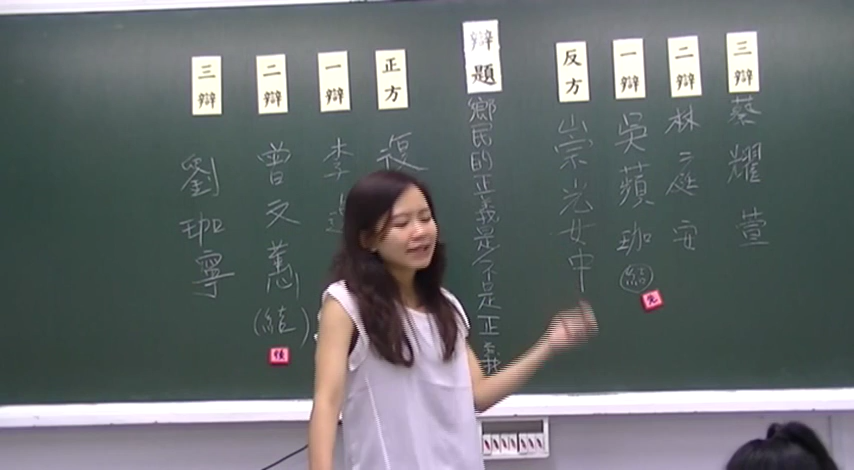 三辯
劉珈寧
二辯
曾文蕙
(結)
後
一辯
李
正方
復
辯題
鄉民的正義是/不是正義
反方
崇光女中
一辯
吳蘋珈
結
先
二辯
林庭安
三辯
蔡耀萱